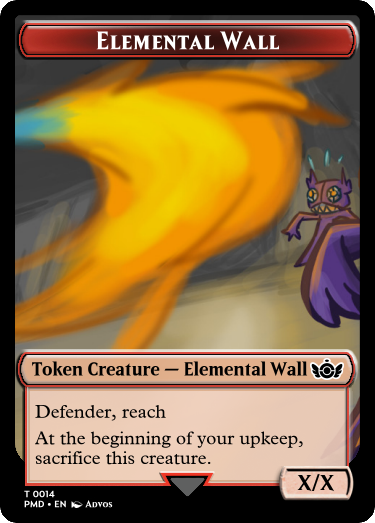 Elemental Wall
Token Creature — Elemental Wall
Defender, reach
At the beginning of your upkeep,
sacrifice this creature.
X/X
T 0014
PMD • EN Advos